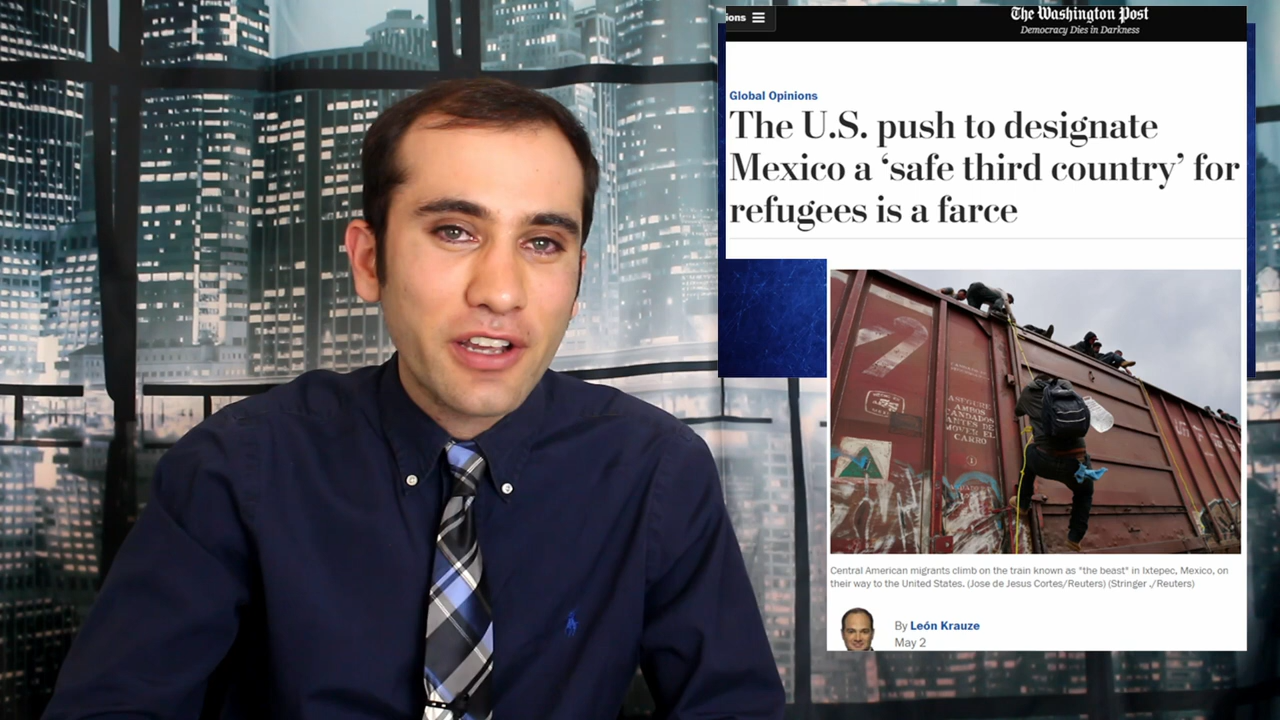 ions
The Washington Post
Democracy Dies in Darkness
Global Opinions
The U.S. push to designate
Mexico a ‘safe third country’ for
refugees is a farce
ASEGURE
AMBOS
CANDADOS
ANTES DE
MOVER EL
CARRO
Central American migrants climb on the train known as "the beast" in Ixtepec, Mexico, on
their way to the United States. (Jose de Jesus Cortes/Reuters) (Stringer ./Reuters)
By León Krauze
May 2